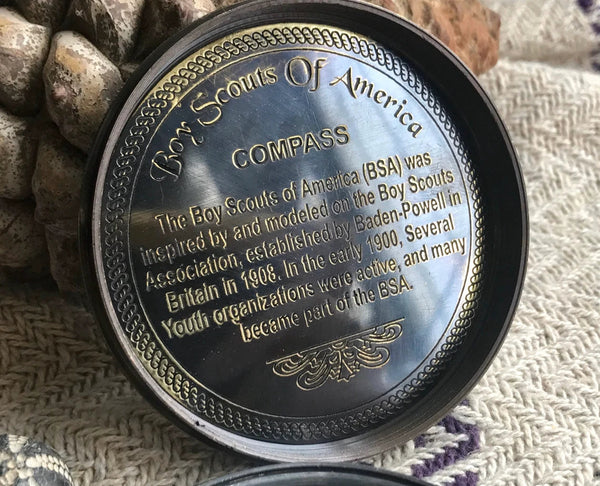 Boy Scouts Of America
COMPASS
The Boy Scouts of America (BSA) was
inspired by and modeled on the Boy Scouts
Association, established by Baden-Powell in
Britain in 1908. In the early 1900, Several
Youth organizations were active, and many
became part of the BSA.